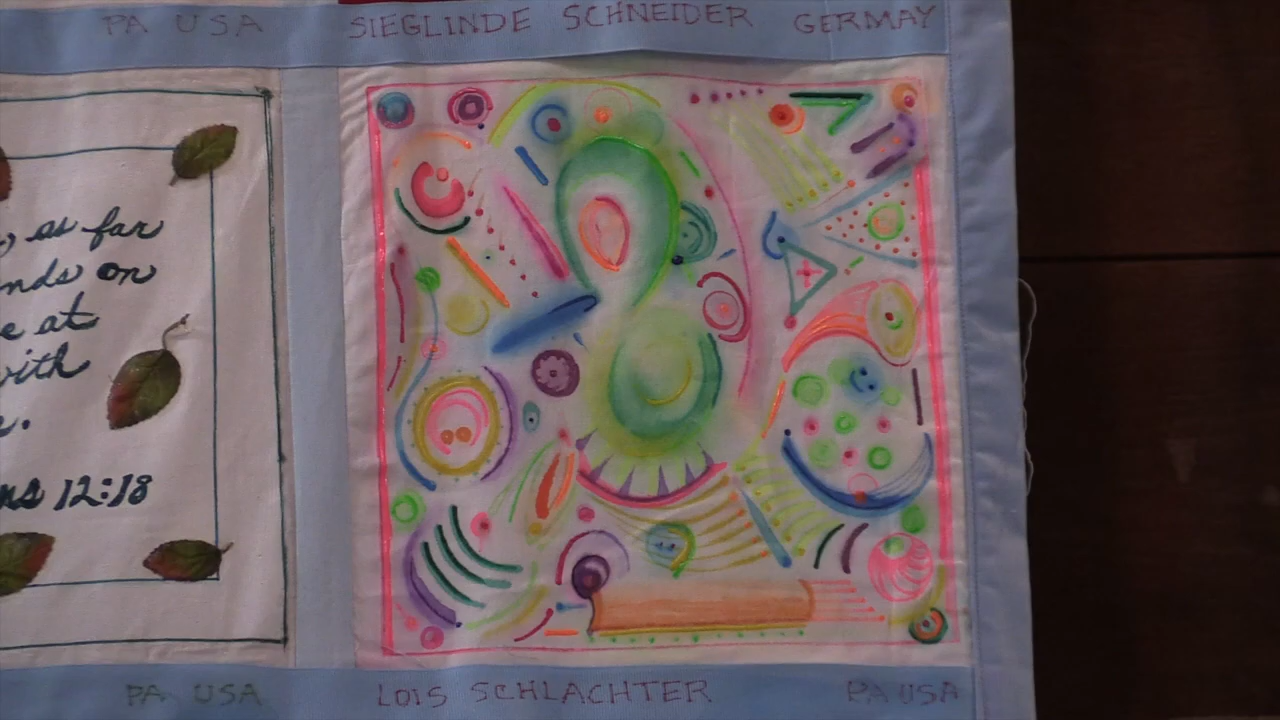 PA USA SIEGLINDE SCHNEIDER GERMAY
as far
on
e at
with
e.
ns 12:18
PA USA LOIS SCHLACHTER PA USA